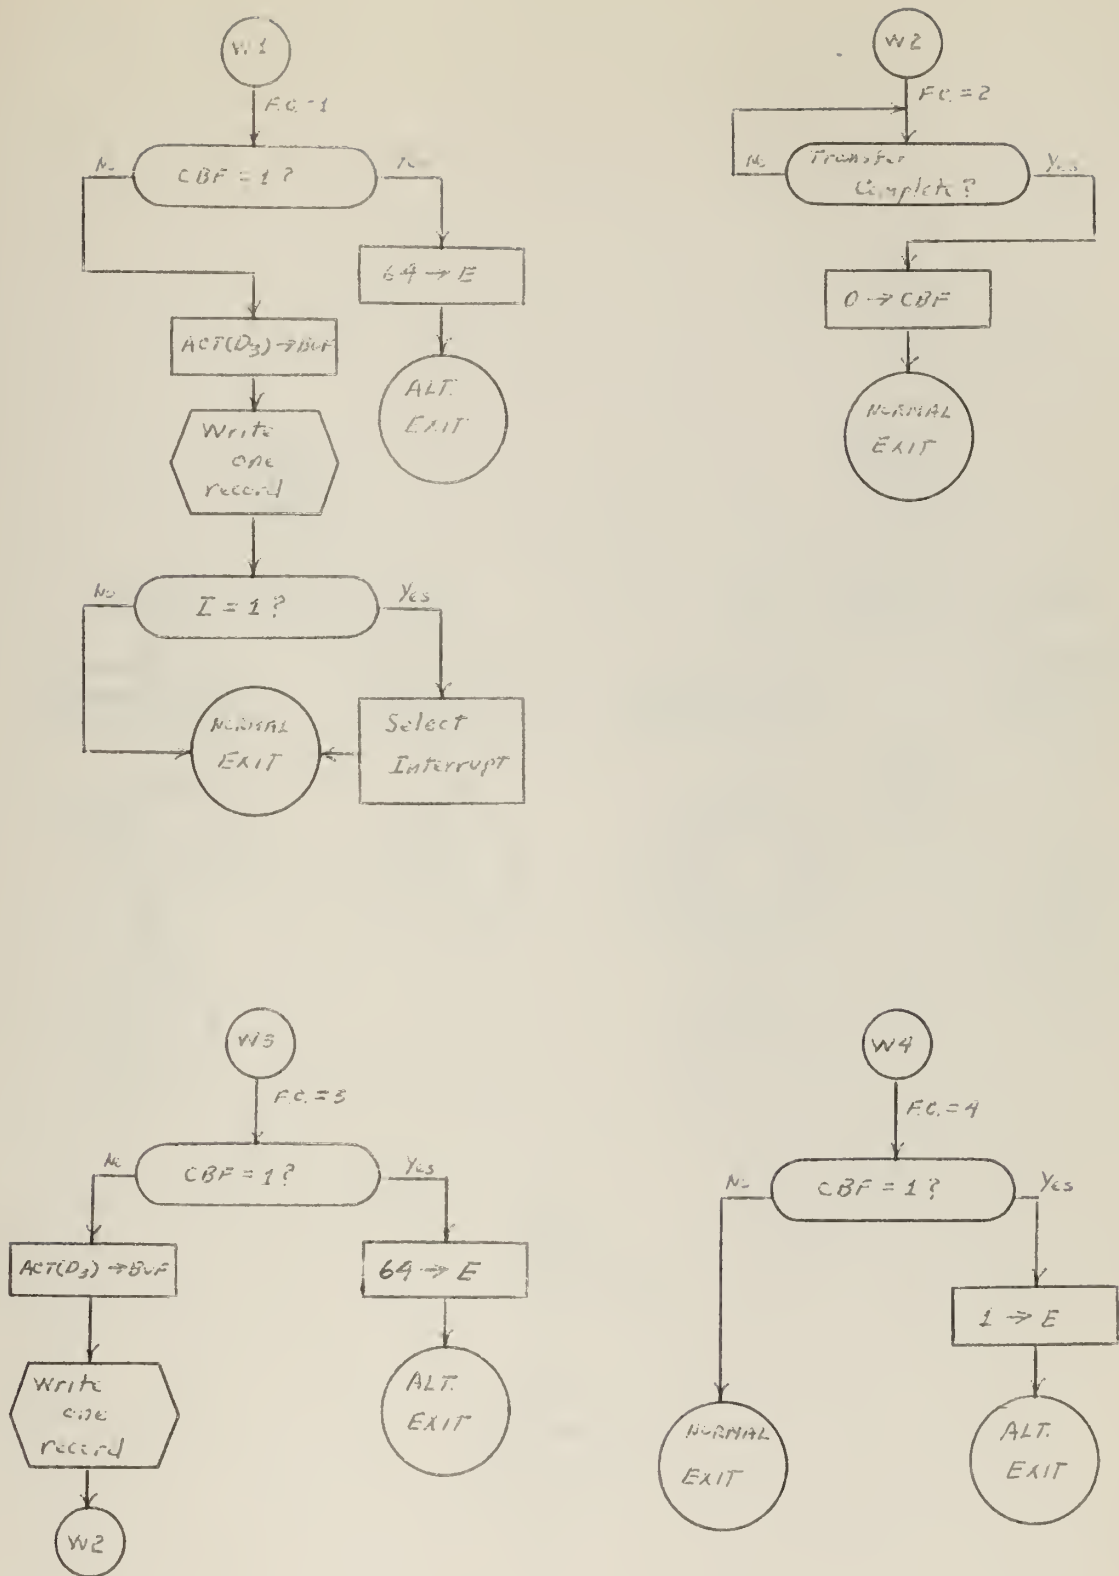 W1
F.C. = 1
No
CBF = 1 ?
64 → E
ACT(D3) → BUF
ALT.
EXIT
Write
one
record
No
I = 1 ?
Yes
NORMAL
EXIT
Select
Interrupt
W2
F.C. = 2
No
Transfer
Complete?
Yes
0 → CBF
NORMAL
EXIT
W3
F.C. = 3
No
CBF = 1 ?
Yes
ACT(D3) → BUF
64 → E
Write
one
record
ALT.
EXIT
W2
W4
F.C. = 4
No
CBF = 1 ?
Yes
1 → E
NORMAL
EXIT
ALT.
EXIT